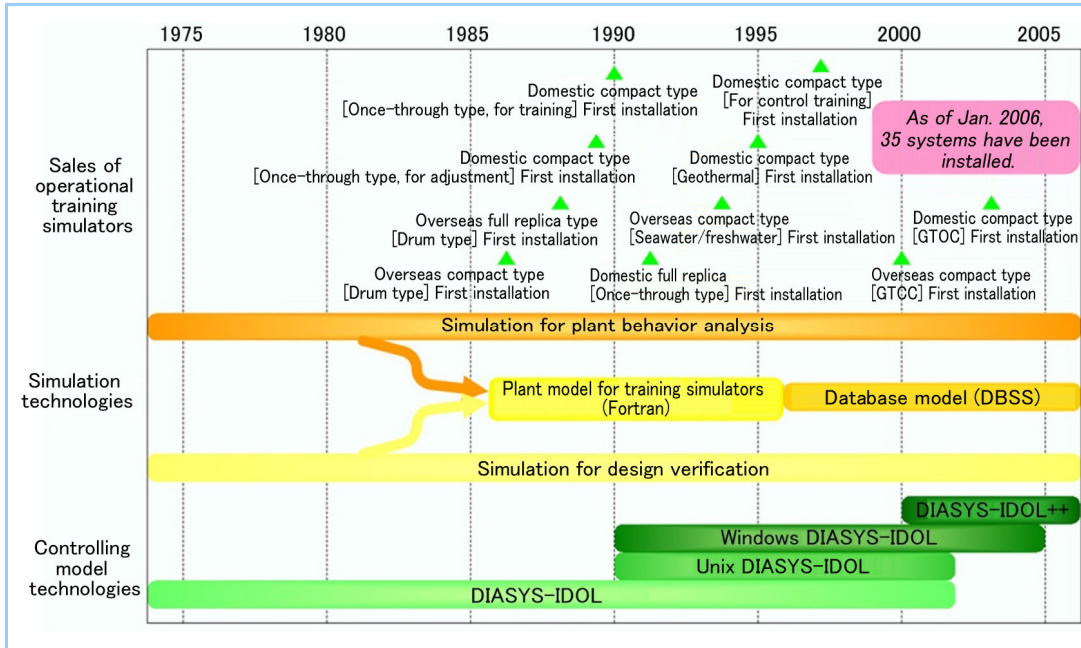 1975 1980 1985 1990 1995 2000 2005
Sales of
operational
training
simulators
Domestic compact type
[Once-through type, for training] First installation
Domestic compact type
[For control training]
First installation
As of Jan. 2006,
35 systems have been
installed.
Domestic compact type
[Once-through type, for adjustment] First installation
Domestic compact type
[Geothermal] First installation
Overseas full replica type
[Drum type] First installation
Overseas compact type
[Seawater/freshwater] First installation
Domestic compact type
[GTOC] First installation
Overseas compact type
[Drum type] First installation
Domestic full replica
[Once-through type] First installation
Overseas compact type
[GTCC] First installation
Simulation
technologies
Simulation for plant behavior analysis
Plant model for training simulators
(Fortran)
Database model (DBSS)
Simulation for design verification
Controlling
model
technologies
DIASYS-IDOL++
Windows DIASYS-IDOL
Unix DIASYS-IDOL
DIASYS-IDOL